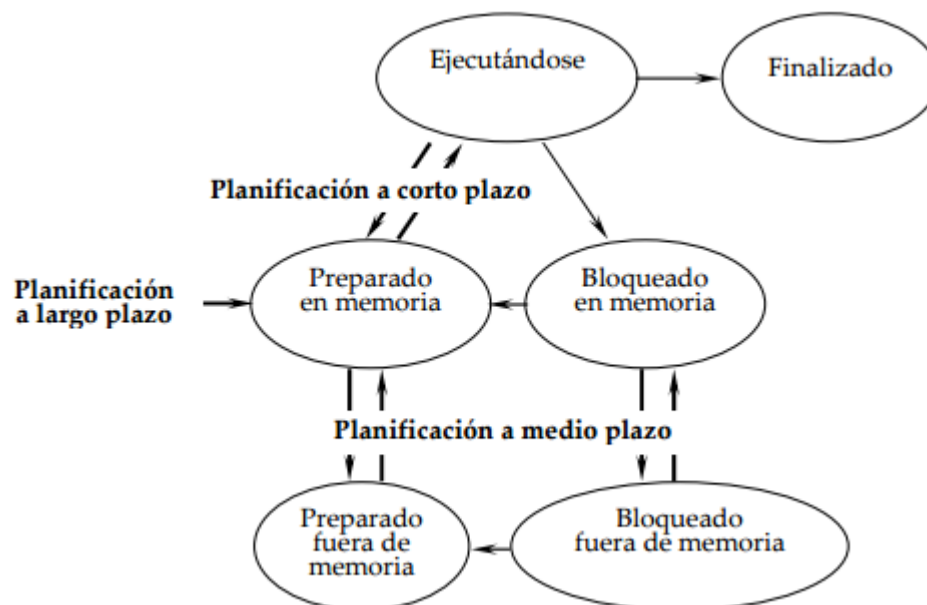 Ejecutándose
Finalizado
Planificación a corto plazo
Preparado
en memoria
Bloqueado
en memoria
Planificación
a largo plazo
Planificación a medio plazo
Preparado
fuera de
memoria
Bloqueado
fuera de memoria